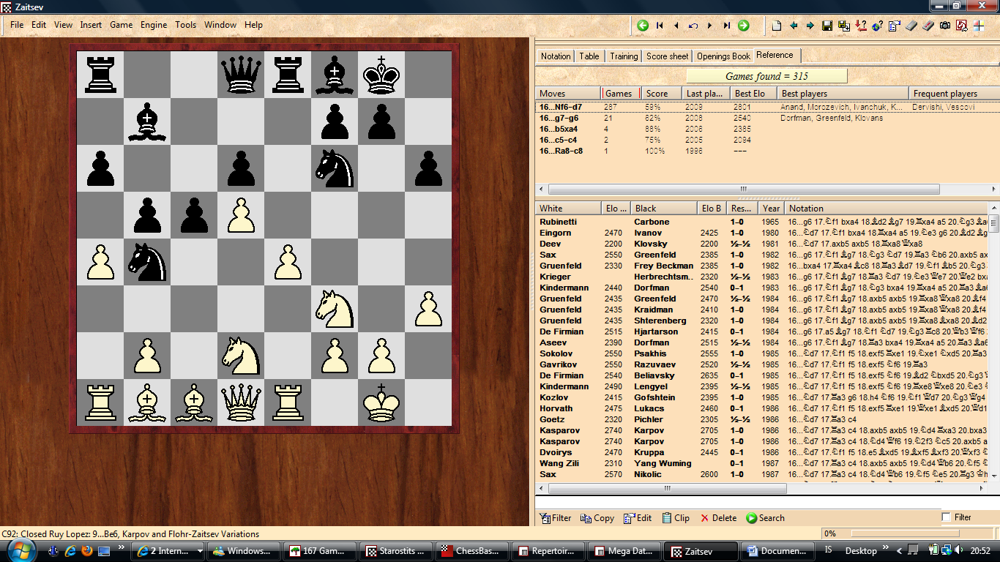 Zaitsev
File Edit View Insert Game Engine Tools Window Help
Notation Table Training Score sheet Openings Book Reference
Games found = 315
Moves Games Score Last pla... Best Elo Best players Frequent players
16...Nf6-d7 287 59% 2009 2801 Anand, Morozevich, Ivanchuk, K... Dervishi, Vescovi
16...g7-g6 21 62% 2008 2540 Dorfman, Greenfeld, Klovans
16...b5xa4 4 88% 2008 2385
16...c5-c4 2 75% 2005 2094
16...Ra8-c8 1 100% 1998 ---
White Elo ... Black Elo B Res... Year Notation
Rubinetti Carbone 1-0 1965 16...g6 17.♘f1 bxa4 18.♗d2 ♗g7 19.♖xa4 a5 20.♘g3 ♗a
Eingorn 2470 Ivanov 2425 1-0 1980 16...♘d7 17.♘f1 bxa4 18.♖xa4 a5 19.♘e3 g6 20.♗d2 ♗g
Deev 2200 Klovsky 2200 ½-½ 1981 16...♘d7 17.axb5 axb5 18.♖xa8 ♕xa8
Sax 2550 Greenfeld 2385 1-0 1982 16...g6 17.♘f1 ♗g7 18.♘g3 ♘d7 19.♖a3 ♘b6 20.axb5 ax
Gruenfeld 2330 Frey Beckman 2385 1-0 1982 16...bxa4 17.♖xa4 ♗c8 18.♖a3 ♗d7 19.♘f1 ♗b5 20.♘g3
Krieger Herbrechtsm.. 2320 ½-½ 1983 16...g6 17.♘f1 ♗g7 18.♖a3 ♘d7 19.♘e3 ♕e7 20.♕e2 bx
Kindermann 2440 Dorfman 2540 0-1 1983 16...g6 17.♘f1 ♗g7 18.♘g3 bxa4 19.♖xa4 a5 20.♖a3 ♗a
Gruenfeld 2435 Greenfeld 2470 ½-½ 1984 16...g6 17.♘f1 ♗g7 18.axb5 axb5 19.♖xa8 ♕xa8 20.♗f4
Gruenfeld 2435 Kraidman 2410 1-0 1984 16...g6 17.♘f1 ♗g7 18.axb5 axb5 19.♖xa8 ♕xa8 20.♗f4
Gruenfeld 2435 Shterenberg 2320 1-0 1984 16...g6 17.♘f1 ♗g7 18.axb5 axb5 19.♖xa8 ♗xa8 20.♗d2
De Firmian 2515 Hjartarson 2415 0-1 1984 16...g6 17.a5 ♗g7 18.♘f1 ♘d7 19.♘g3 ♖c8 20.♕b3 ♕f6
Aseev 2390 Dorfman 2515 ½-½ 1984 16...g6 17.♘f1 ♗g7 18.♖a3 bxa4 19.♖xa4 a5 20.♖a3 ♗a6
Sokolov 2550 Psakhis 2555 1-0 1985 16...♘d7 17.♘f1 f5 18.exf5 ♖xe1 19.♘xe1 ♘xd5 20.♖a3
Gavrikov 2550 Razuvaev 2520 ½-½ 1985 16...♘d7 17.♘f1 f5 18.exf5 ♘f6 19.♖a3
De Firmian 2540 Beliavsky 2635 0-1 1985 16...♘d7 17.♘f1 f5 18.exf5 ♘f6 19.♗d2 ♘bxd5 20.♘g3
Kindermann 2490 Lengyel 2395 ½-½ 1985 16...♘d7 17.♘f1 f5 18.exf5 ♘f6 19.♖xe8 ♕xe8 20.♘e3
Kozlov 2415 Gofshtein 2395 1-0 1985 16...♘d7 17.♖a3 g6 18.h4 ♘f6 19.♘f1 ♕d7 20.♘g3 ♕g4
Horvath 2475 Lukacs 2460 0-1 1986 16...♘d7 17.♘f1 f5 18.exf5 ♖xe1 19.♕xe1 ♗xd5 20.♕d1
Goetz 2320 Pichler 2305 ½-½ 1986 16...♘d7 17.♖a3 c4
Kasparov 2740 Karpov 2705 1-0 1986 16...♘d7 17.♖a3 c4 18.axb5 axb5 19.♘d4 ♖xa3 20.bxa3
Kasparov 2740 Karpov 2705 1-0 1986 16...♘d7 17.♖a3 c4 18.♘d4 ♕f6 19.♘2f3 ♘c5 20.axb5 a
Dvoirys 2470 Kruppa 2445 0-1 1986 16...♘d7 17.♘f1 f5 18.e5 ♗xd5 19.♗xf5 ♗xf3 20.♕xf3 ♘
Wang Zili 2310 Yang Wuming 0-1 1987 16...♘d7 17.♖a3 c4 18.axb5 axb5 19.♘d4 ♕b6 20.♘f5 ♘
Sax 2570 Nikolic 2600 1-0 1987 16...♘d7 17.♖a3 c4 18.♘d4 ♕b6 19.♘f5 ♘e5 20.♖g3 ♔h
Filter Copy Edit Clip Delete Search Filter
C92: Closed Ruy Lopez: 9...Be6, Karpov and Flohr-Zaitsev Variations 0%
2 Intern... Windows... 167 Gam... Starostits ... ChessBas... Repertoir... Mega Dat... Zaitsev Documen... IS Desktop 20:52